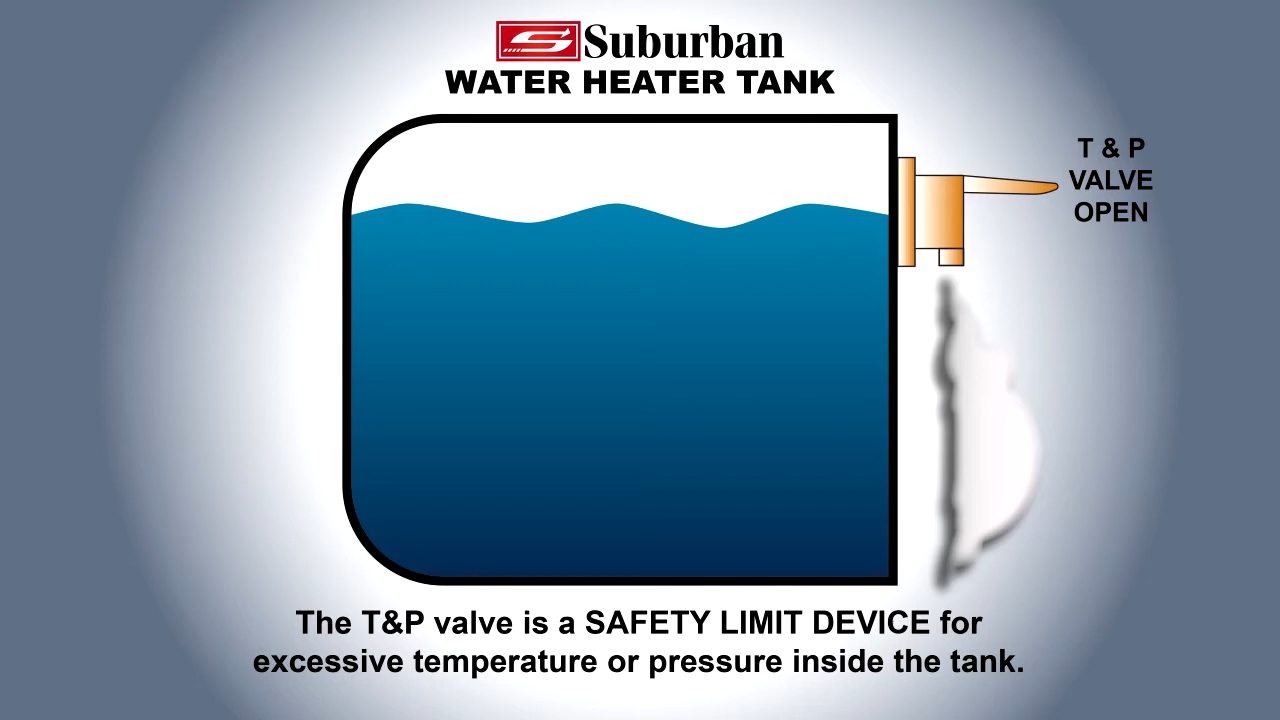 Suburban
WATER HEATER TANK
T & P
VALVE
OPEN
The T&P valve is a SAFETY LIMIT DEVICE for
excessive temperature or pressure inside the tank.